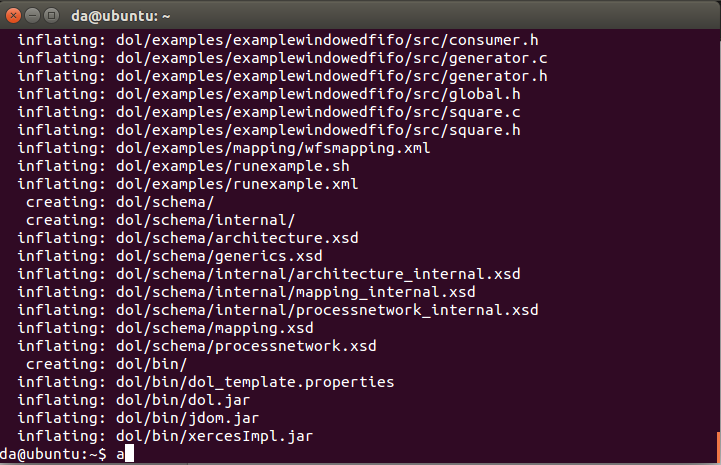 da@ubuntu: ~
inflating: dol/examples/examplewindowedfifo/src/consumer.h
inflating: dol/examples/examplewindowedfifo/src/generator.c
inflating: dol/examples/examplewindowedfifo/src/generator.h
inflating: dol/examples/examplewindowedfifo/src/global.h
inflating: dol/examples/examplewindowedfifo/src/square.c
inflating: dol/examples/examplewindowedfifo/src/square.h
inflating: dol/examples/mapping/wfsmapping.xml
inflating: dol/examples/runexample.sh
inflating: dol/examples/runexample.xml
creating: dol/schema/
creating: dol/schema/internal/
inflating: dol/schema/architecture.xsd
inflating: dol/schema/generics.xsd
inflating: dol/schema/internal/architecture_internal.xsd
inflating: dol/schema/internal/mapping_internal.xsd
inflating: dol/schema/internal/processnetwork_internal.xsd
inflating: dol/schema/mapping.xsd
inflating: dol/schema/processnetwork.xsd
creating: dol/bin/
inflating: dol/bin/dol_template.properties
inflating: dol/bin/dol.jar
inflating: dol/bin/jdom.jar
inflating: dol/bin/xercesImpl.jar
da@ubuntu:~$ a